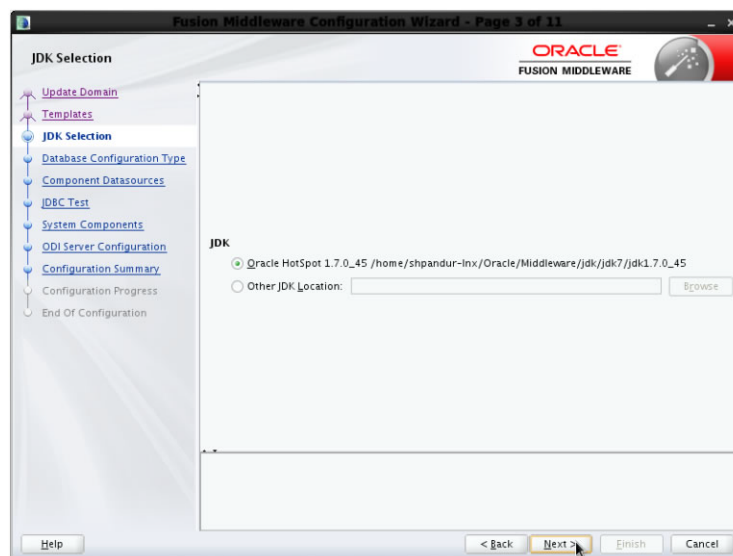 Fusion Middleware Configuration Wizard - Page 3 of 11
JDK Selection
ORACLE
FUSION MIDDLEWARE
Update Domain
Templates
JDK Selection
Database Configuration Type
Component Datasources
JDBC Test
System Components
ODI Server Configuration
Configuration Summary
Configuration Progress
End Of Configuration
JDK
Oracle HotSpot 1.7.0_45 /home/shpandur-lnx/Oracle/Middleware/jdk/jdk7/jdk1.7.0_45
Other JDK Location:
Browse
Help
< Back
Next >
Finish
Cancel